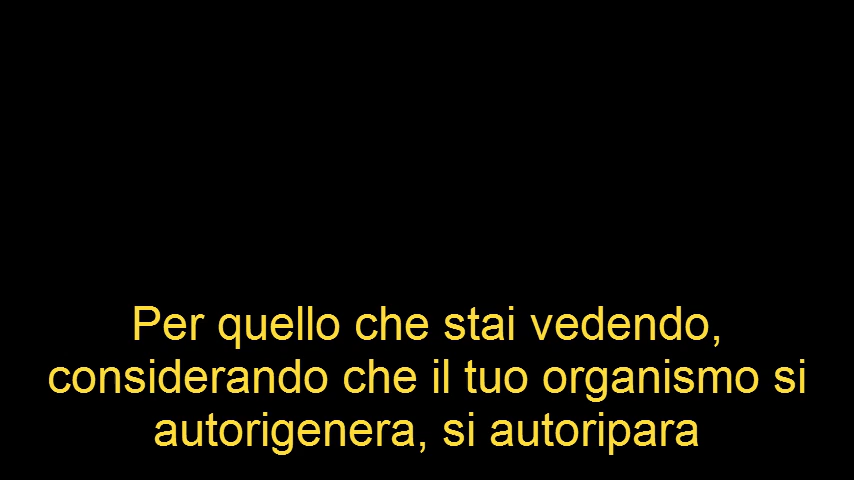 Per quello che stai vedendo,
considerando che il tuo organismo si
autorigenera, si autoripara